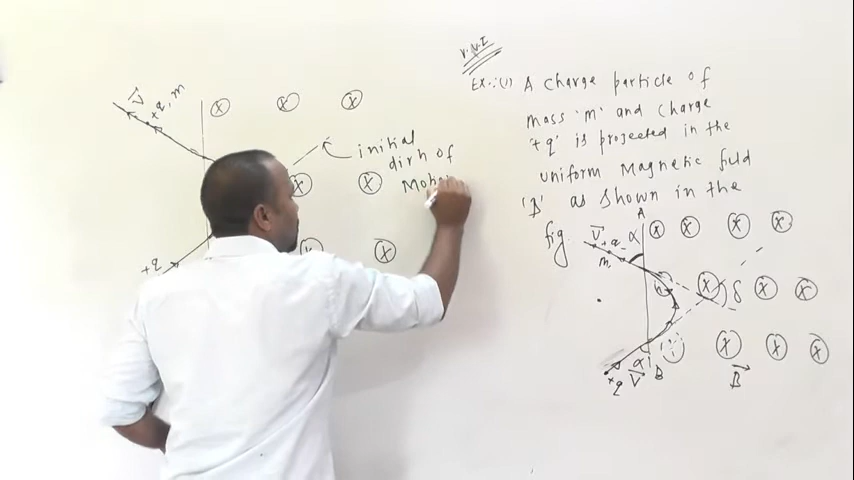 V.V.I
Ex.:(1) A charge particle of
mass 'm' and charge
'+q' is projected in the
uniform Magnetic field
'B' as shown in the
fig.
V
+q, m
X X X
initial
dirn of
X X
X
+q
A
V +q
m
α
X X X X
X X X
δ
X X X
α
+q V B
B